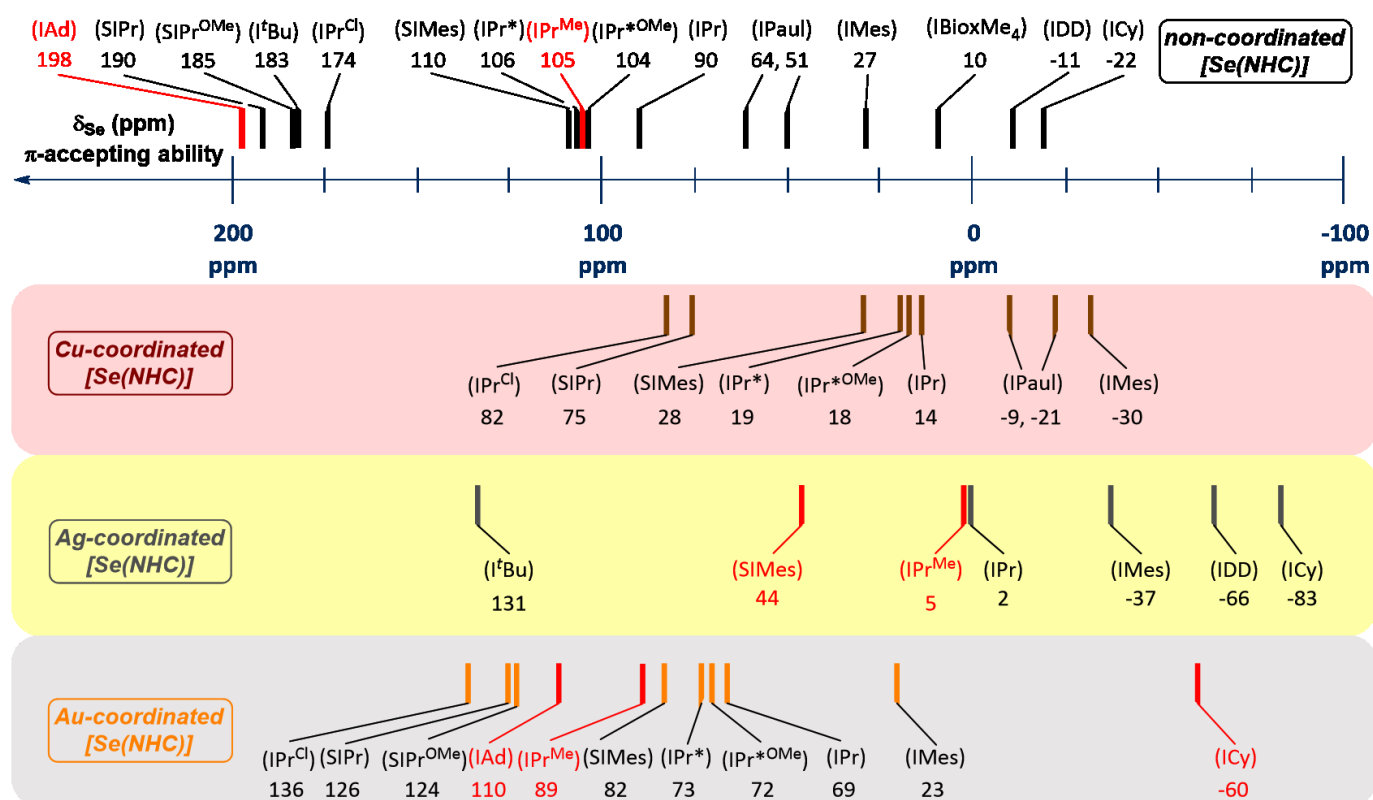 (IAd) (SIPr) (SIPr^OMe) (I^tBu) (IPr^Cl) (SIMes) (IPr*) (IPr^Me) (IPr*^OMe) (IPr) (IPaul) (IMes) (IBioxMe₄) (IDD) (ICy)
198 190 185 183 174 110 106 105 104 90 64, 51 27 10 -11 -22
non-coordinated
[Se(NHC)]
δSe (ppm)
π-accepting ability
200 100 0 -100
ppm ppm ppm ppm
Cu-coordinated
[Se(NHC)]
(IPr^Cl) (SIPr) (SIMes) (IPr*) (IPr*^OMe) (IPr) (IPaul) (IMes)
82 75 28 19 18 14 -9, -21 -30
Ag-coordinated
[Se(NHC)]
(I^tBu) (SIMes) (IPr^Me) (IPr) (IMes) (IDD) (ICy)
131 44 5 2 -37 -66 -83
Au-coordinated
[Se(NHC)]
(IPr^Cl) (SIPr) (SIPr^OMe) (IAd) (IPr^Me) (SIMes) (IPr*) (IPr*^OMe) (IPr) (IMes) (ICy)
136 126 124 110 89 82 73 72 69 23 -60